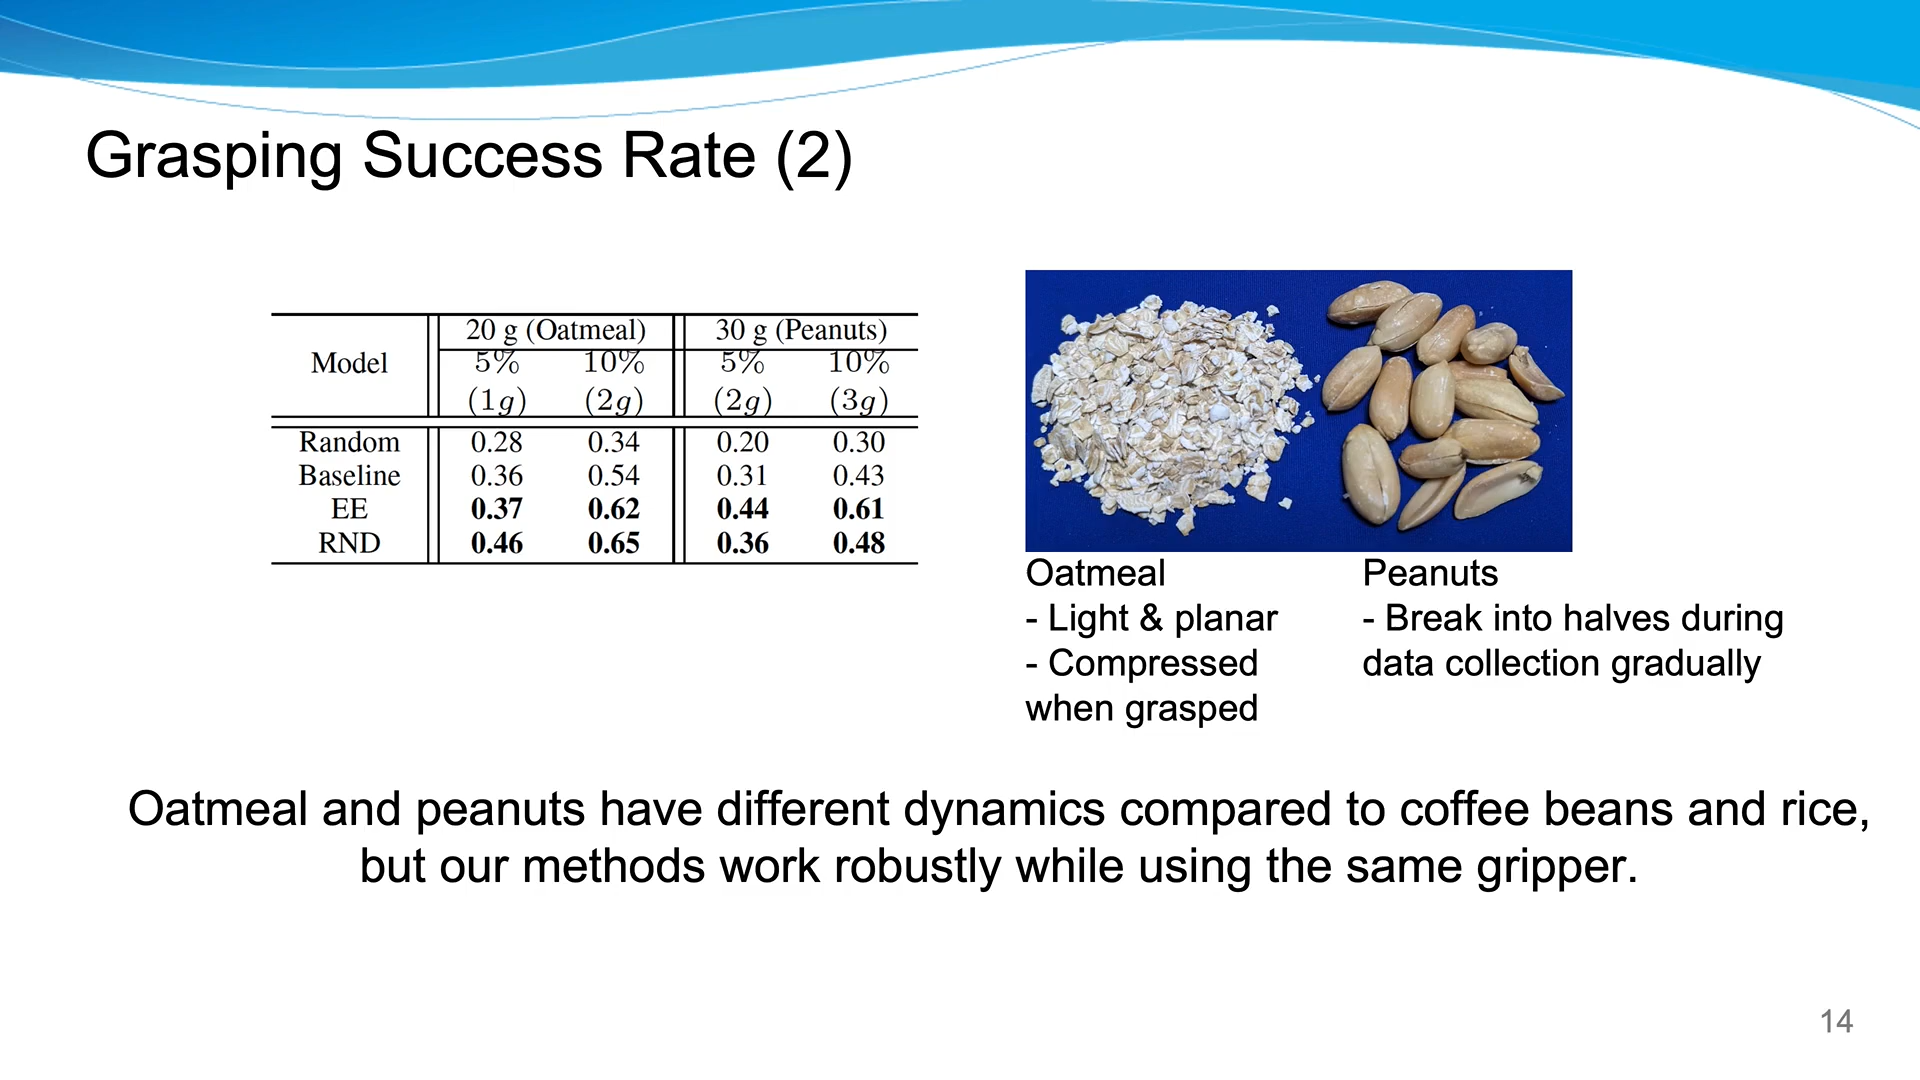 Grasping Success Rate (2)
Model 20 g (Oatmeal) 30 g (Peanuts)
5% 10% 5% 10%
(1g) (2g) (2g) (3g)
Random 0.28 0.34 0.20 0.30
Baseline 0.36 0.54 0.31 0.43
EE 0.37 0.62 0.44 0.61
RND 0.46 0.65 0.36 0.48
Oatmeal
- Light & planar
- Compressed
when grasped
Peanuts
- Break into halves during
data collection gradually
Oatmeal and peanuts have different dynamics compared to coffee beans and rice,
but our methods work robustly while using the same gripper.
14